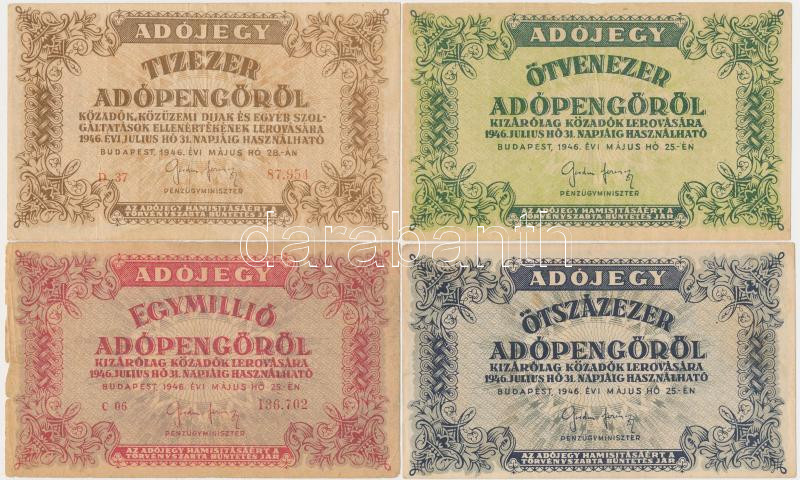 ADÓJEGY
TIZEZER
ADÓPENGŐRŐL
KÖZADÓK, KÖZÜZEMI DIJAK ÉS EGYÉB SZOL-
GÁLTATÁSOK ELLENÉRTÉKÉNEK LEROVÁSÁRA
1946. ÉVI JULIUS HÓ 31. NAPJÁIG HASZNÁLHATÓ
BUDAPEST, 1946. ÉVI MÁJUS HÓ 28.-ÁN
D 37 87.954
PÉNZÜGYMINISZTER
AZ ADÓJEGY HAMISITÁSÁÉRT A
TÖRVÉNYSZABTA BÜNTETÉS JÁR
ADÓJEGY
ÖTVENEZER
ADÓPENGŐRŐL
KIZÁRÓLAG KÖZADÓK LEROVÁSÁRA
1946. JULIUS HÓ 31. NAPJÁIG HASZNÁLHATÓ
BUDAPEST, 1946. ÉVI MÁJUS HÓ 25-ÉN
PÉNZÜGYMINISZTER
AZ ADÓJEGY HAMISITÁSÁÉRT A
TÖRVÉNYSZABTA BÜNTETÉS JÁR
darabanth
ADÓJEGY
EGYMILLIÓ
ADÓPENGŐRŐL
KIZÁRÓLAG KÖZADÓK LEROVÁSÁRA
1946. JULIUS HÓ 31. NAPJÁIG HASZNÁLHATÓ
BUDAPEST, 1946. ÉVI MÁJUS HÓ 25-ÉN
C 06 136.702
PÉNZÜGYMINISZTER
AZ ADÓJEGY HAMISITÁSÁÉRT A
TÖRVÉNYSZABTA BÜNTETÉS JÁR
ADÓJEGY
ÖTSZÁZEZER
ADÓPENGŐRŐL
KIZÁRÓLAG KÖZADÓK LEROVÁSÁRA
1946. JULIUS HÓ 31. NAPJÁIG HASZNÁLHATÓ
BUDAPEST, 1946. ÉVI MÁJUS HÓ 25-ÉN
PÉNZÜGYMINISZTER
AZ ADÓJEGY HAMISITÁSÁÉRT A
TÖRVÉNYSZABTA BÜNTETÉS JÁR